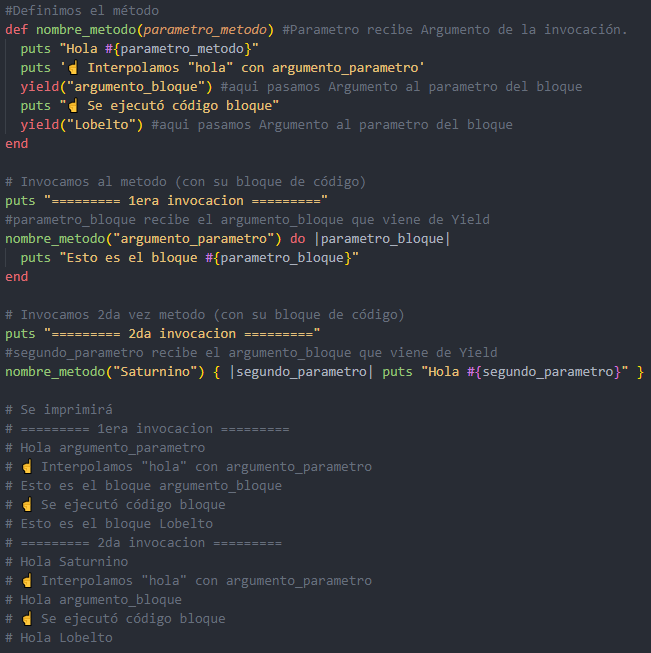 #Definimos el método
def nombre_metodo(parametro_metodo) #Parametro recibe Argumento de la invocación.
  puts "Hola #{parametro_metodo}"
  puts '☝ Interpolamos "hola" con argumento_parametro'
  yield("argumento_bloque") #aqui pasamos Argumento al parametro del bloque
  puts "☝ Se ejecutó código bloque"
  yield("Lobelto") #aqui pasamos Argumento al parametro del bloque
end

# Invocamos al metodo (con su bloque de código)
puts "========= 1era invocacion ========="
#parametro_bloque recibe el argumento_bloque que viene de Yield
nombre_metodo("argumento_parametro") do |parametro_bloque|
  puts "Esto es el bloque #{parametro_bloque}"
end

# Invocamos 2da vez metodo (con su bloque de código)
puts "========= 2da invocacion ========="
#segundo_parametro recibe el argumento_bloque que viene de Yield
nombre_metodo("Saturnino") { |segundo_parametro| puts "Hola #{segundo_parametro}" }

# Se imprimirá
# ========= 1era invocacion =========
# Hola argumento_parametro
# ☝ Interpolamos "hola" con argumento_parametro
# Esto es el bloque argumento_bloque
# ☝ Se ejecutó código bloque
# Esto es el bloque Lobelto
# ========= 2da invocacion =========
# Hola Saturnino
# ☝ Interpolamos "hola" con argumento_parametro
# Hola argumento_bloque
# ☝ Se ejecutó código bloque
# Hola Lobelto